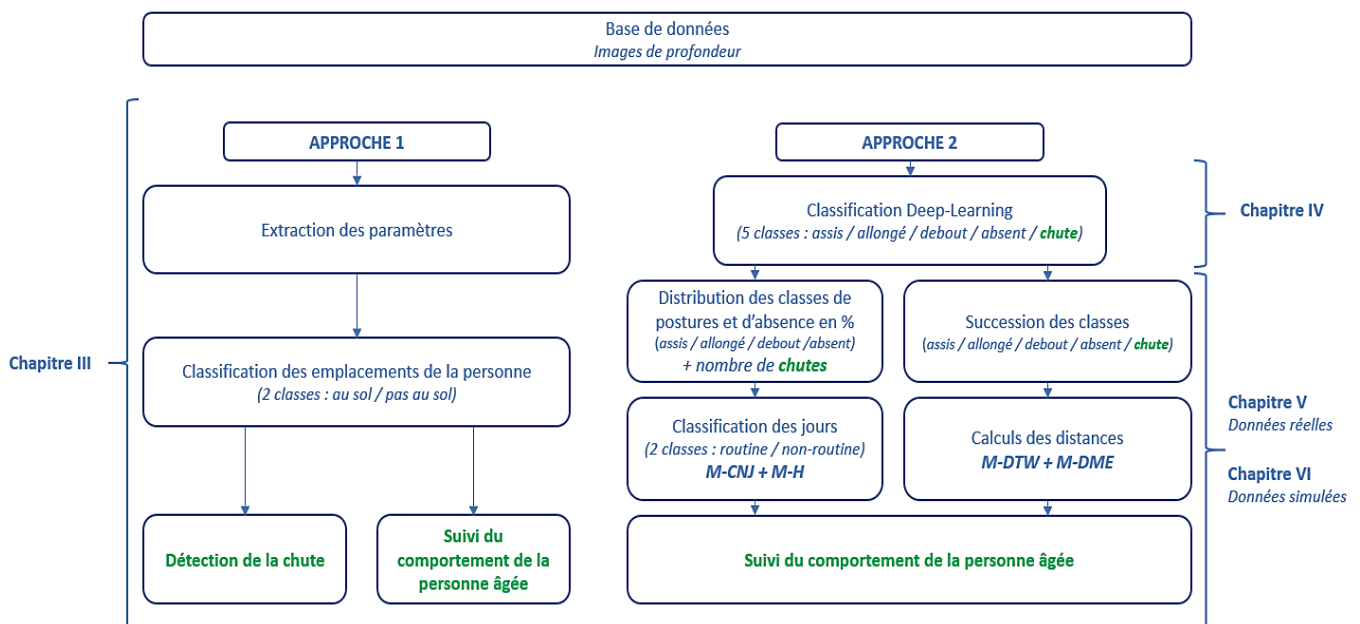 Base de données
Images de profondeur
APPROCHE 1
Extraction des paramètres
Classification des emplacements de la personne
(2 classes : au sol / pas au sol)
Détection de la chute
Suivi du
comportement de la
personne âgée
Chapitre III
APPROCHE 2
Classification Deep-Learning
(5 classes : assis / allongé / debout / absent / chute)
Distribution des classes de
postures et d'absence en %
(assis / allongé / debout /absent)
+ nombre de chutes
Classification des jours
(2 classes : routine / non-routine)
M-CNJ + M-H
Succession des classes
(assis / allongé / debout / absent / chute)
Calculs des distances
M-DTW + M-DME
Suivi du comportement de la personne âgée
Chapitre IV
Chapitre V
Données réelles
Chapitre VI
Données simulées